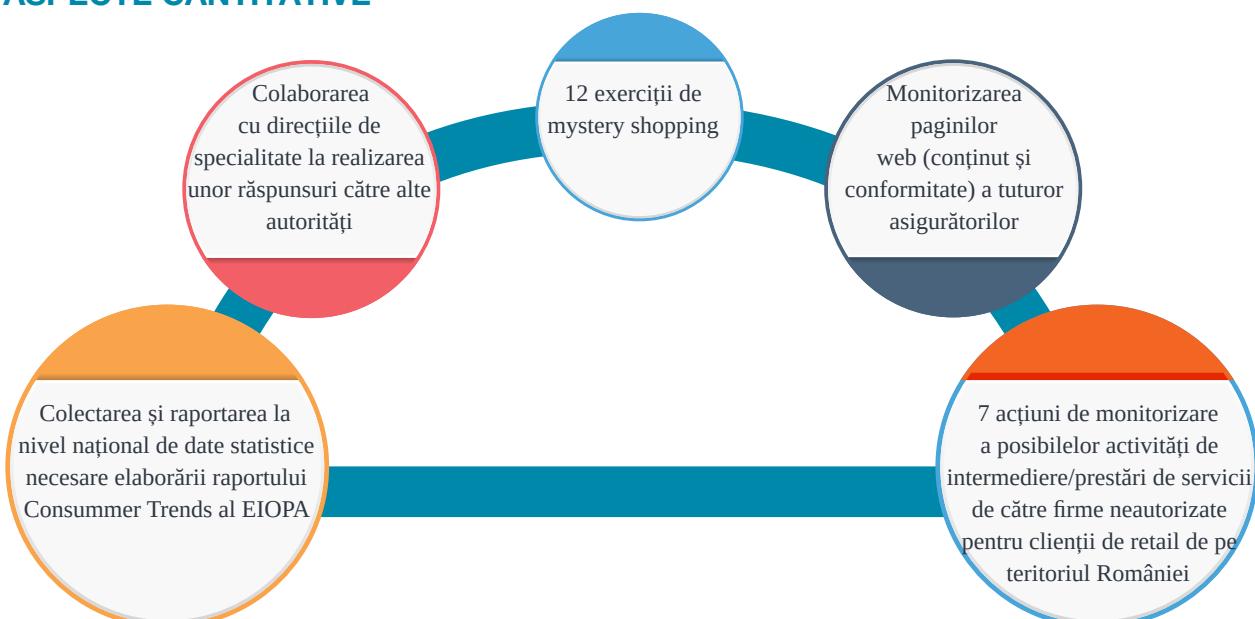 ASPECTE CANTITATIVE
Colaborarea
cu direcțiile de
specialitate la realizarea
unor răspunsuri către alte
autorități
12 exerciții de
mystery shopping
Monitorizarea
paginilor
web (conținut și
conformitate) a tuturor
asigurătorilor
Colectarea și raportarea la
nivel național de date statistice
necesare elaborării raportului
Consummer Trends al EIOPA
7 acțiuni de monitorizare
a posibilelor activități de
intermediere/prestări de servicii
de către firme neautorizate
pentru clienții de retail de pe
teritoriul României